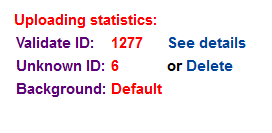 Uploading statistics:
Validate ID: 1277 See details
Unknown ID: 6 or Delete
Background: Default